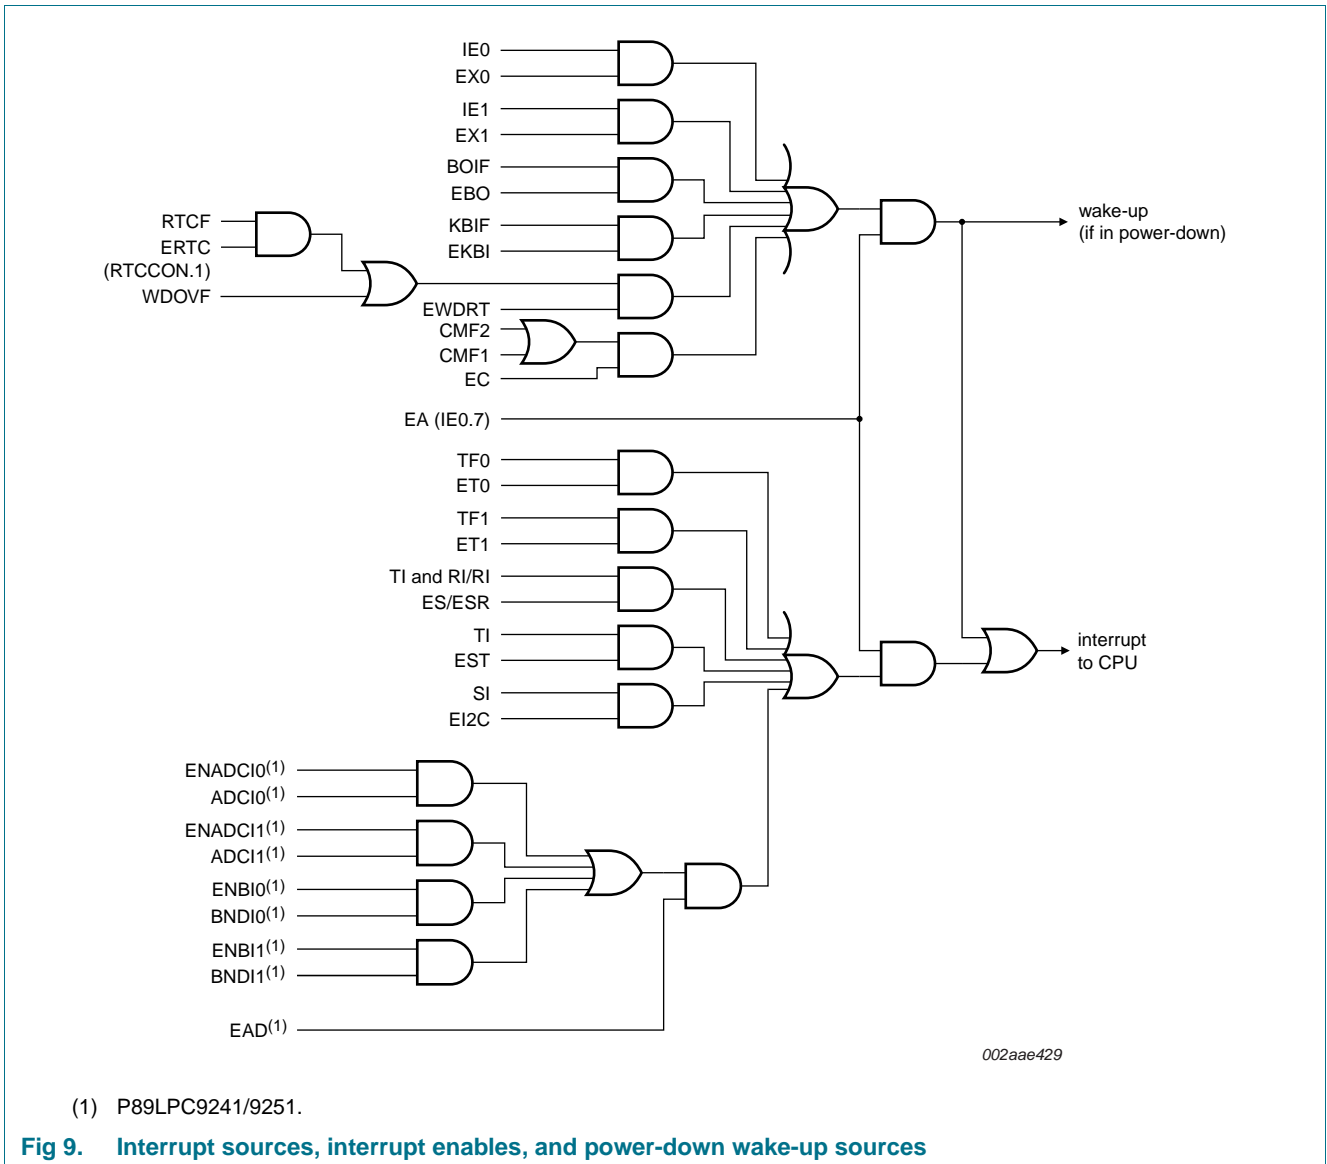 IE0
EX0
IE1
EX1
BOIF
EBO
KBIF
EKBI
RTCF
ERTC
(RTCCON.1)
WDOVF
EWDRT
CMF2
CMF1
EC
wake-up
(if in power-down)
EA (IE0.7)
TF0
ET0
TF1
ET1
TI and RI/RI
ES/ESR
TI
EST
SI
EI2C
interrupt
to CPU
ENADCI0(1)
ADCI0(1)
ENADCI1(1)
ADCI1(1)
ENBI0(1)
BNDI0(1)
ENBI1(1)
BNDI1(1)
EAD(1)
002aae429
(1) P89LPC9241/9251.
Fig 9. Interrupt sources, interrupt enables, and power-down wake-up sources